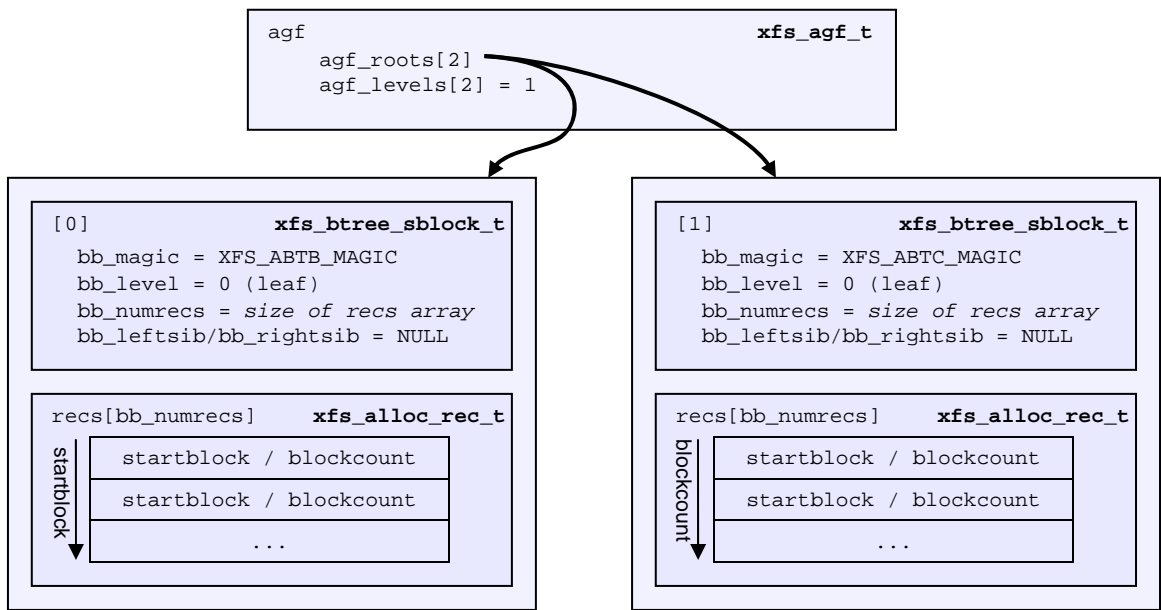 agf xfs_agf_t
agf_roots[2]
agf_levels[2] = 1
[0] xfs_btree_sblock_t
bb_magic = XFS_ABTB_MAGIC
bb_level = 0 (leaf)
bb_numrecs = size of recs array
bb_leftsib/bb_rightsib = NULL
recs[bb_numrecs] xfs_alloc_rec_t
startblock
startblock / blockcount
startblock / blockcount
...
[1] xfs_btree_sblock_t
bb_magic = XFS_ABTC_MAGIC
bb_level = 0 (leaf)
bb_numrecs = size of recs array
bb_leftsib/bb_rightsib = NULL
recs[bb_numrecs] xfs_alloc_rec_t
blockcount
startblock / blockcount
startblock / blockcount
...